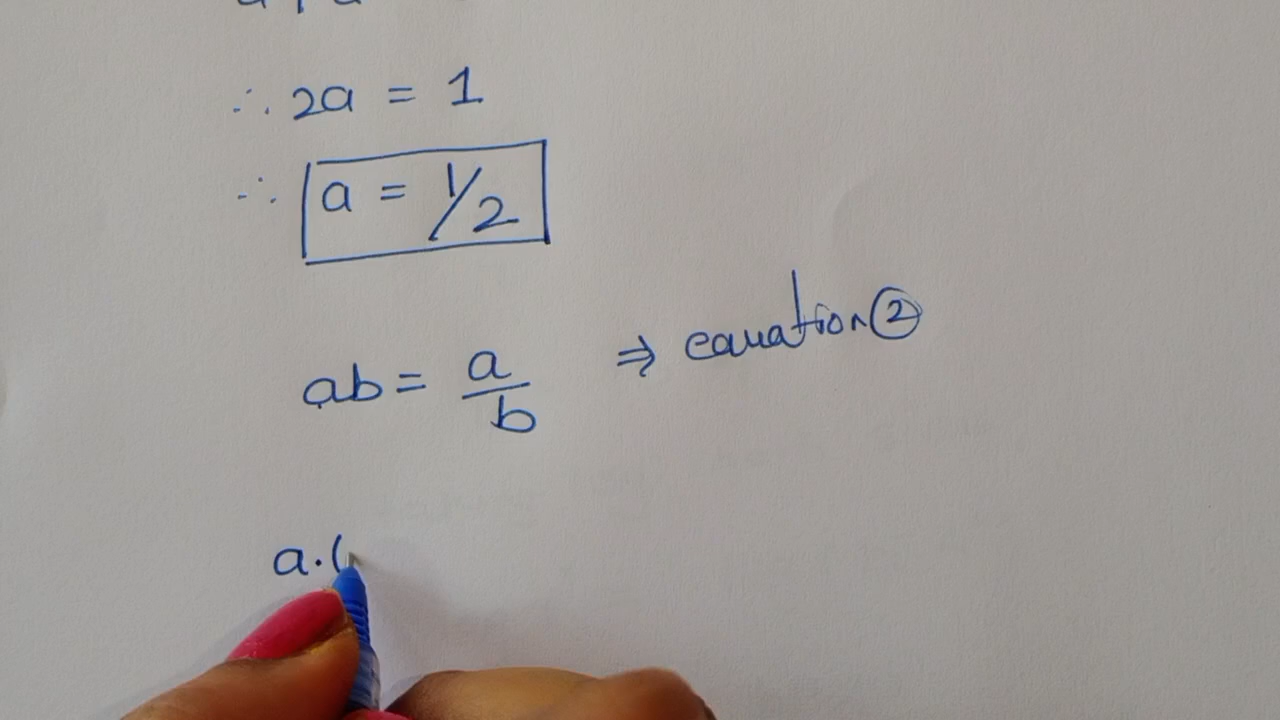 ∴ 2a = 1
∴ a = 1/2
ab = a/b ⇒ equation ②
a.(